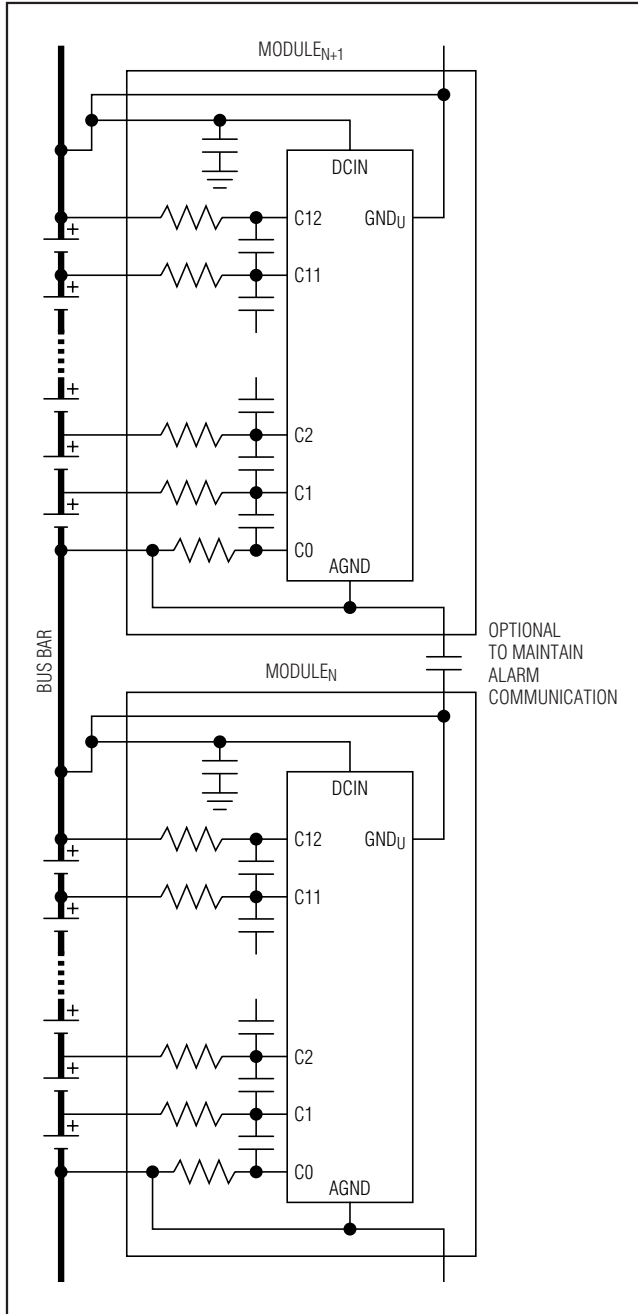 MODULEN+1
DCIN
C12
GNDU
C11
+
+
+
C2
+
C1
+
C0
AGND
BUS BAR
OPTIONAL
TO MAINTAIN
ALARM
COMMUNICATION
MODULEN
DCIN
C12
GNDU
+
C11
+
+
C2
+
C1
+
C0
AGND